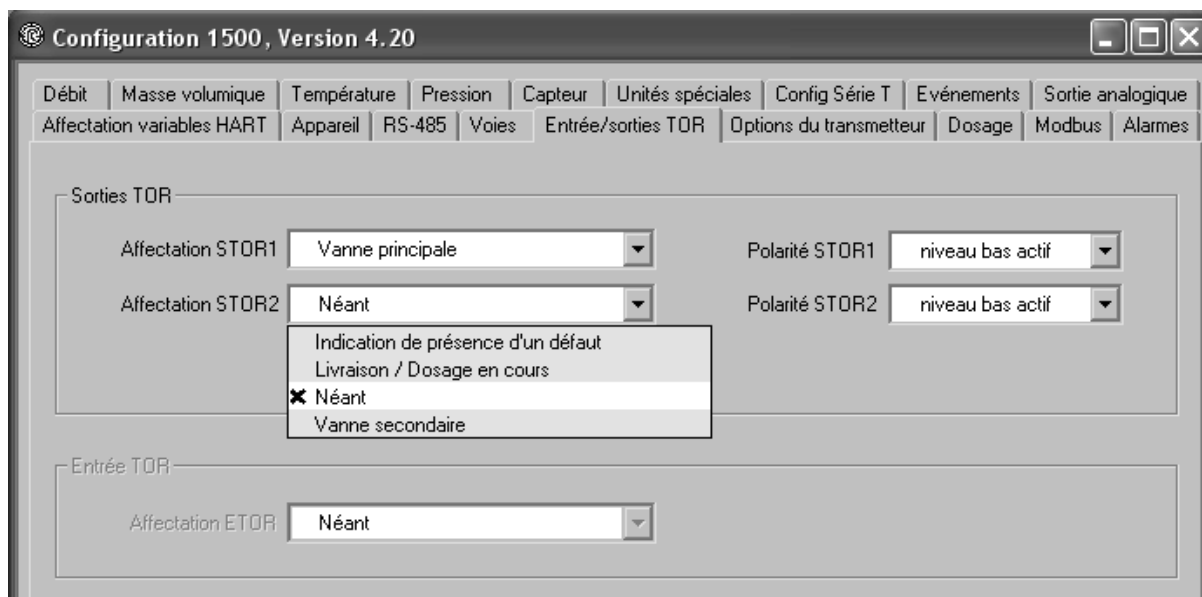 Configuration 1500, Version 4.20
Débit Masse volumique Température Pression Capteur Unités spéciales Config Série T Evénements Sortie analogique
Affectation variables HART Appareil RS-485 Voies Entrée/sorties TOR Options du transmetteur Dosage Modbus Alarmes
Sorties TOR
Affectation STOR1 Vanne principale Polarité STOR1 niveau bas actif
Affectation STOR2 Néant Polarité STOR2 niveau bas actif
Indication de présence d'un défaut
Livraison / Dosage en cours
Néant
Vanne secondaire
Entrée TOR
Affectation ETOR Néant